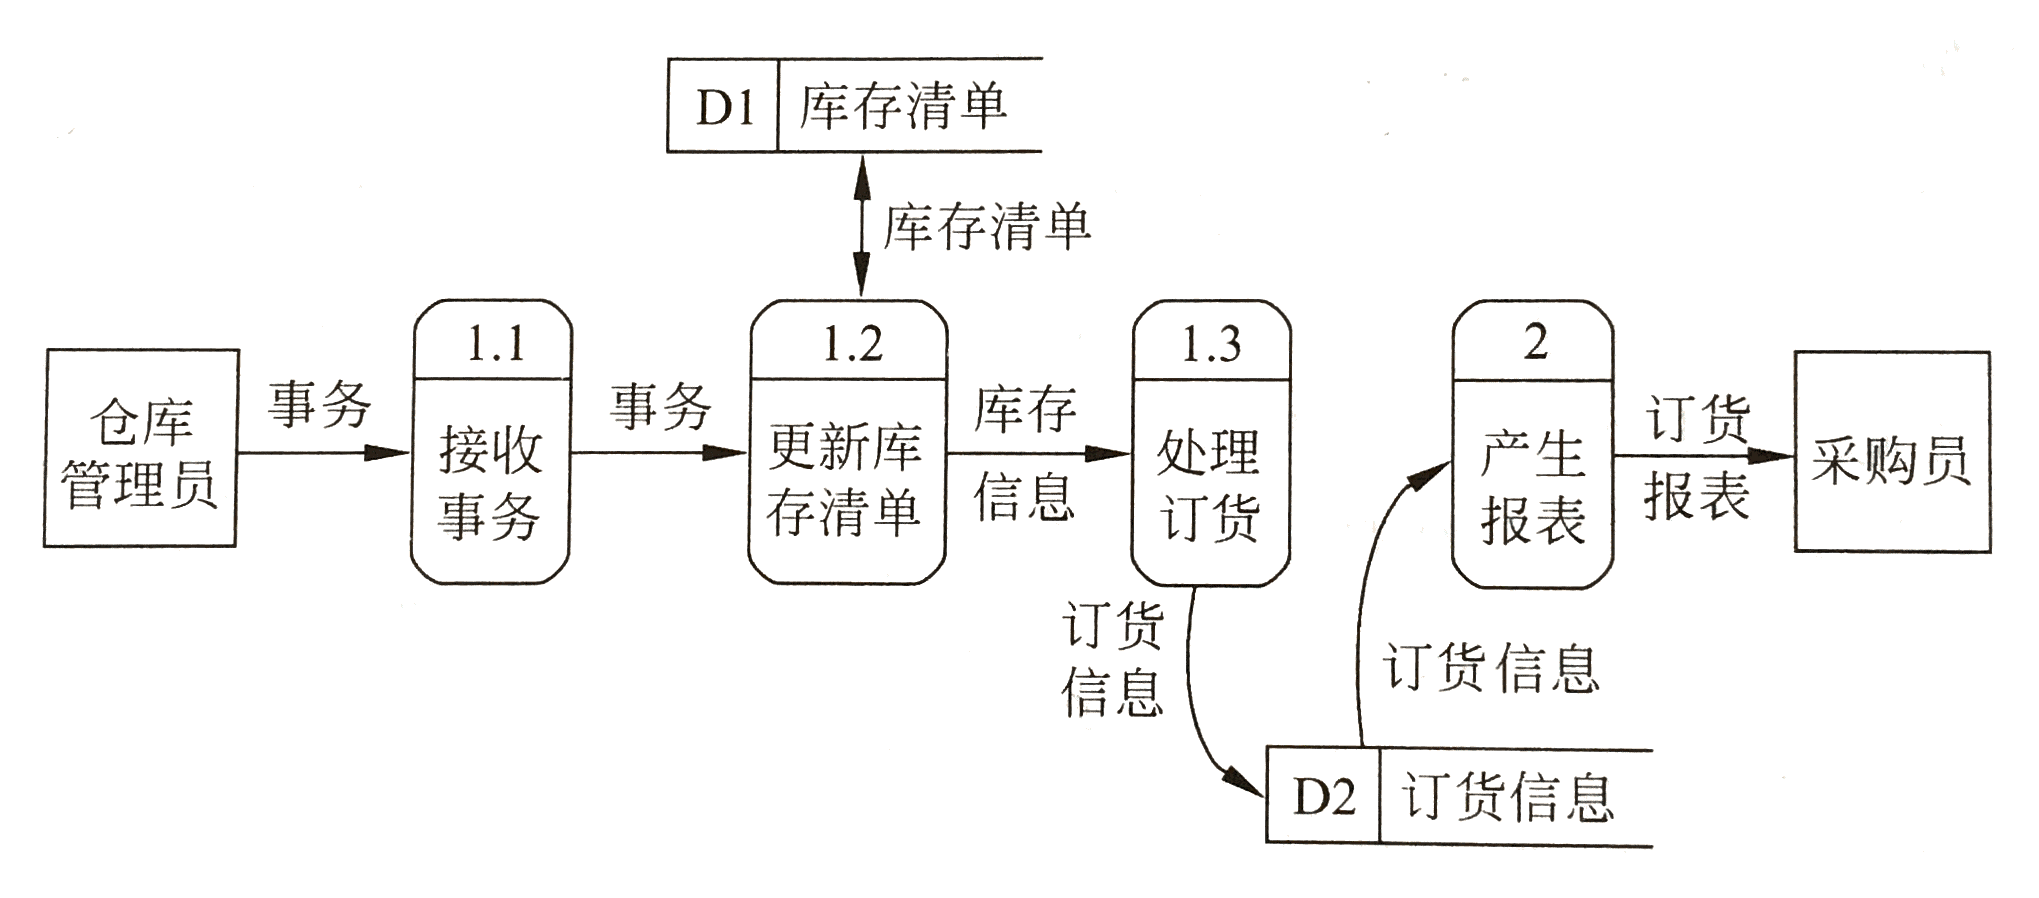 D1 库存清单
库存清单
仓库
管理员
事务
1.1
接收
事务
事务
1.2
更新库
存清单
库存
信息
1.3
处理
订货
订货
信息
D2 订货信息
订货信息
2
产生
报表
订货
报表
采购员